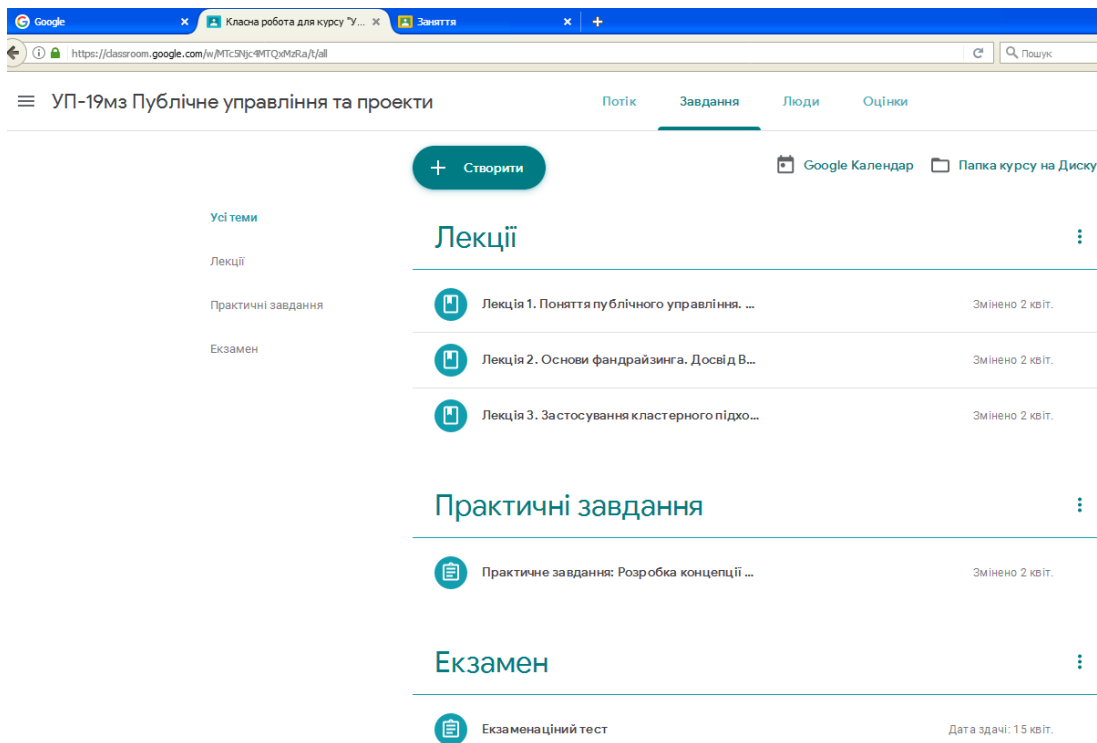 Google
Класна робота для курсу "У...
Заняття
https://classroom.google.com/w/MTc5Njc4MTQxMzRa/t/all
Пошук
УП-19мз Публічне управління та проекти
Потік
Завдання
Люди
Оцінки
Створити
Google Календар
Папка курсу на Диску
Усі теми
Лекції
Практичні завдання
Екзамен
Лекції
Лекція 1. Поняття публічного управління. ...
Змінено 2 квіт.
Лекція 2. Основи фандрайзинга. Досвід В...
Змінено 2 квіт.
Лекція 3. Застосування кластерного підхо...
Змінено 2 квіт.
Практичні завдання
Практичне завдання: Розробка концепції ...
Змінено 2 квіт.
Екзамен
Екзаменаціний тест
Дата здачі: 15 квіт.